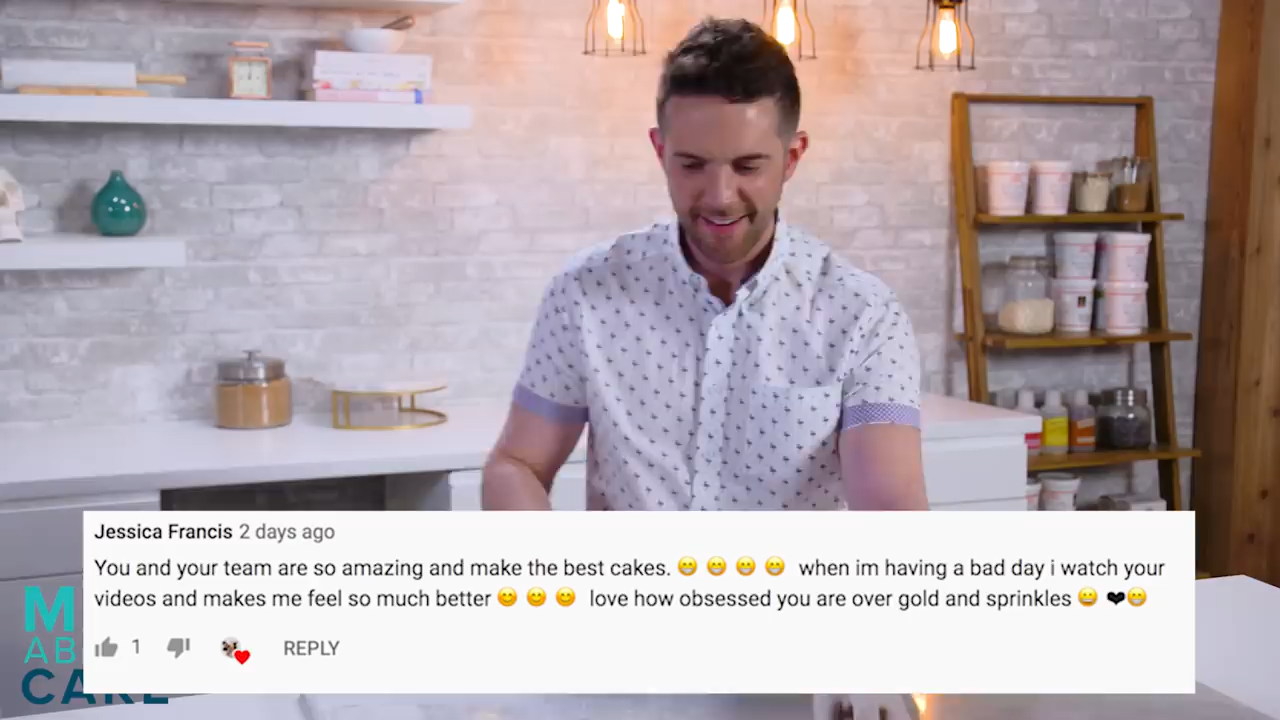 Jessica Francis 2 days ago
You and your team are so amazing and make the best cakes. 😁 😁 😁 😁 when im having a bad day i watch your
videos and makes me feel so much better 😊 😊 😊 love how obsessed you are over gold and sprinkles 😀 🖤😁
1
REPLY